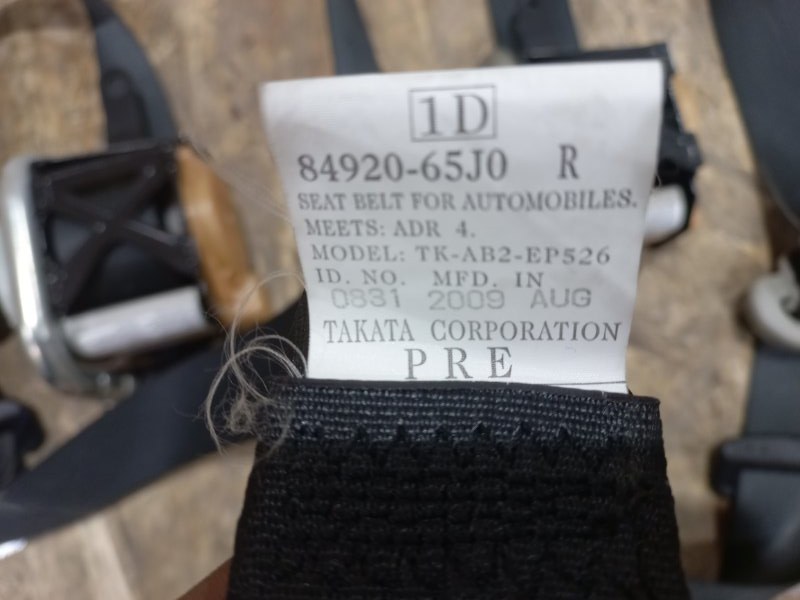 1D
84920-65J0 R
SEAT BELT FOR AUTOMOBILES.
MEETS: ADR 4.
MODEL: TK-AB2-EP526
ID. NO. MFD. IN
0831 2009 AUG
TAKATA CORPORATION
PRE